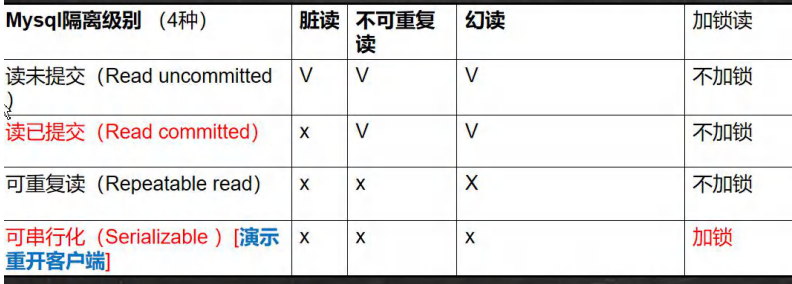 Mysql隔离级别 （4种） 脏读 不可重复读 幻读 加锁读
读未提交（Read uncommitted） V V V 不加锁
读已提交（Read committed） x V V 不加锁
可重复读（Repeatable read） x x X 不加锁
可串行化（Serializable ）[演示重开客户端] x x x 加锁